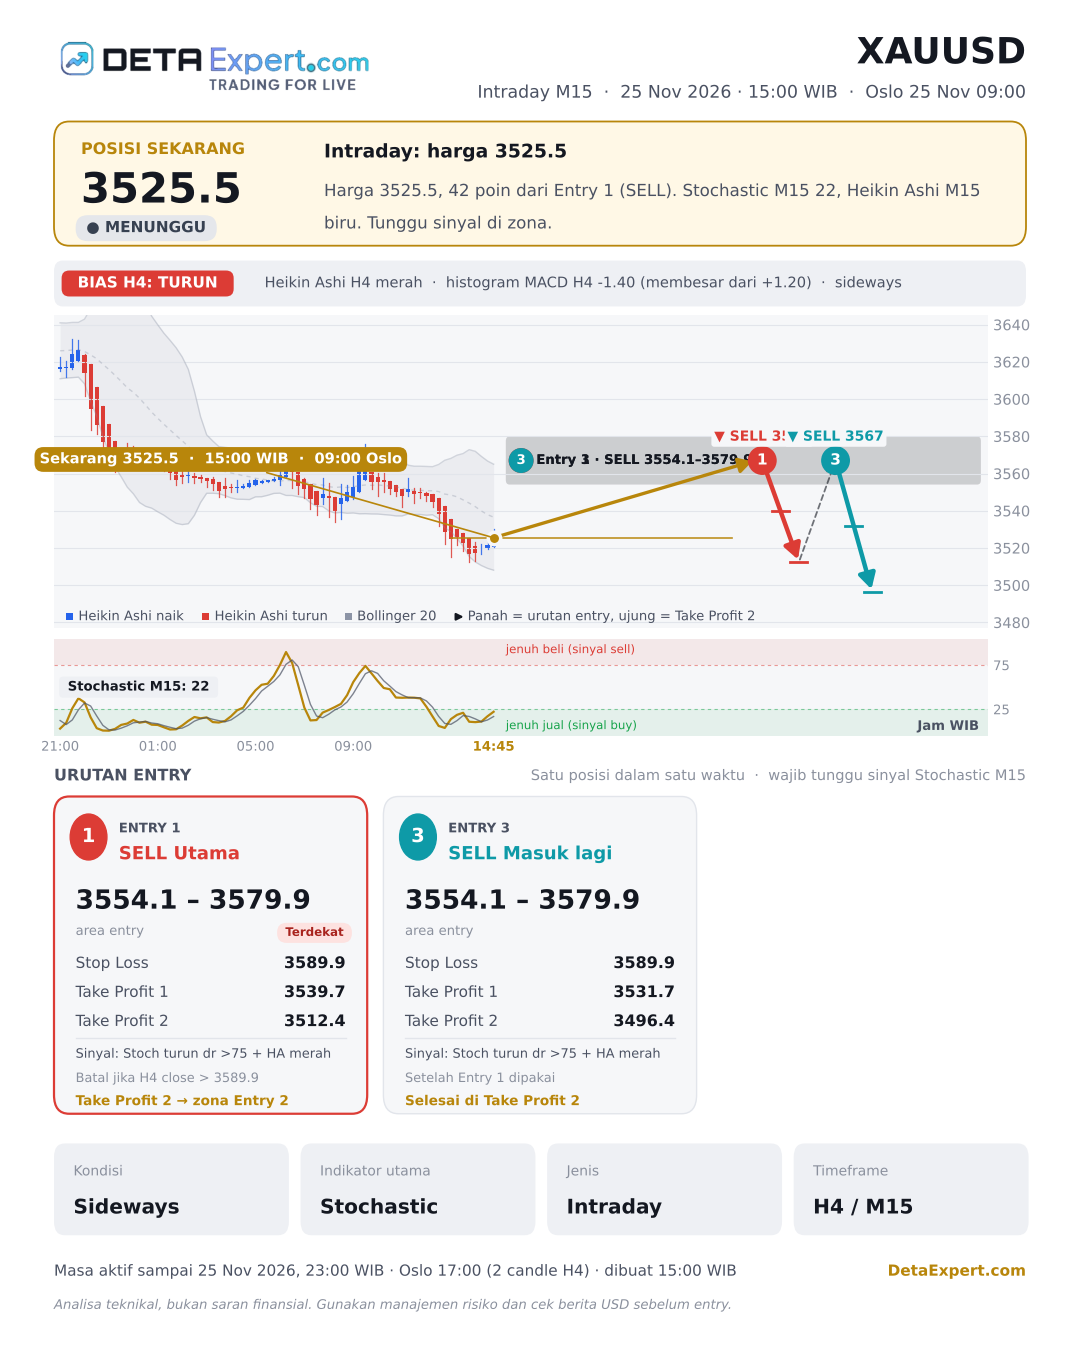 DETA Expert.com
TRADING FOR LIVE
XAUUSD
Intraday M15 · 25 Nov 2026 · 15:00 WIB · Oslo 25 Nov 09:00
POSISI SEKARANG
3525.5
● MENUNGGU
Intraday: harga 3525.5
Harga 3525.5, 42 poin dari Entry 1 (SELL). Stochastic M15 22, Heikin Ashi M15
biru. Tunggu sinyal di zona.
BIAS H4: TURUN
Heikin Ashi H4 merah · histogram MACD H4 -1.40 (membesar dari +1.20) · sideways
3640
3620
3600
3580
3560
3540
3520
3500
3480
Sekarang 3525.5 · 15:00 WIB · 09:00 Oslo
▼ SELL
▼ SELL 3567
3
Entry · SELL 3554.1–3579.9
1
3
Heikin Ashi naik
Heikin Ashi turun
Bollinger 20
Panah = urutan entry, ujung = Take Profit 2
jenuh beli (sinyal sell)
75
Stochastic M15: 22
25
jenuh jual (sinyal buy)
Jam WIB
21:00
01:00
05:00
09:00
14:45
URUTAN ENTRY
Satu posisi dalam satu waktu · wajib tunggu sinyal Stochastic M15
1
ENTRY 1
SELL Utama
3554.1 – 3579.9
area entry
Terdekat
Stop Loss 3589.9
Take Profit 1 3539.7
Take Profit 2 3512.4
Sinyal: Stoch turun dr >75 + HA merah
Batal jika H4 close > 3589.9
Take Profit 2 → zona Entry 2
3
ENTRY 3
SELL Masuk lagi
3554.1 – 3579.9
area entry
Stop Loss 3589.9
Take Profit 1 3531.7
Take Profit 2 3496.4
Sinyal: Stoch turun dr >75 + HA merah
Setelah Entry 1 dipakai
Selesai di Take Profit 2
Kondisi
Sideways
Indikator utama
Stochastic
Jenis
Intraday
Timeframe
H4 / M15
Masa aktif sampai 25 Nov 2026, 23:00 WIB · Oslo 17:00 (2 candle H4) · dibuat 15:00 WIB
DetaExpert.com
Analisa teknikal, bukan saran finansial. Gunakan manajemen risiko dan cek berita USD sebelum entry.